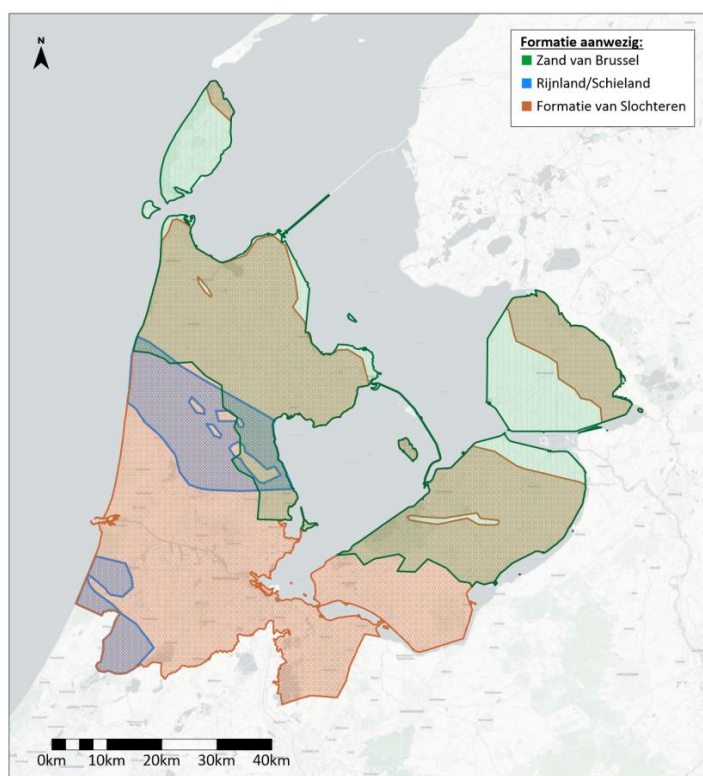 N
Formatie aanwezig:
Zand van Brussel
Rijnland/Schieland
Formatie van Slochteren
0km 10km 20km 30km 40km